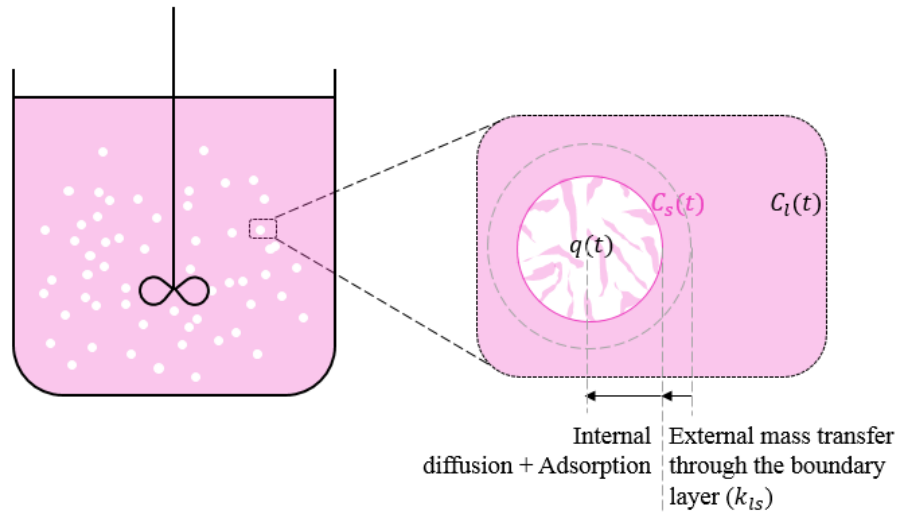 C_s(t)
C_l(t)
q(t)
Internal
diffusion + Adsorption
External mass transfer
through the boundary
layer (k_ls)